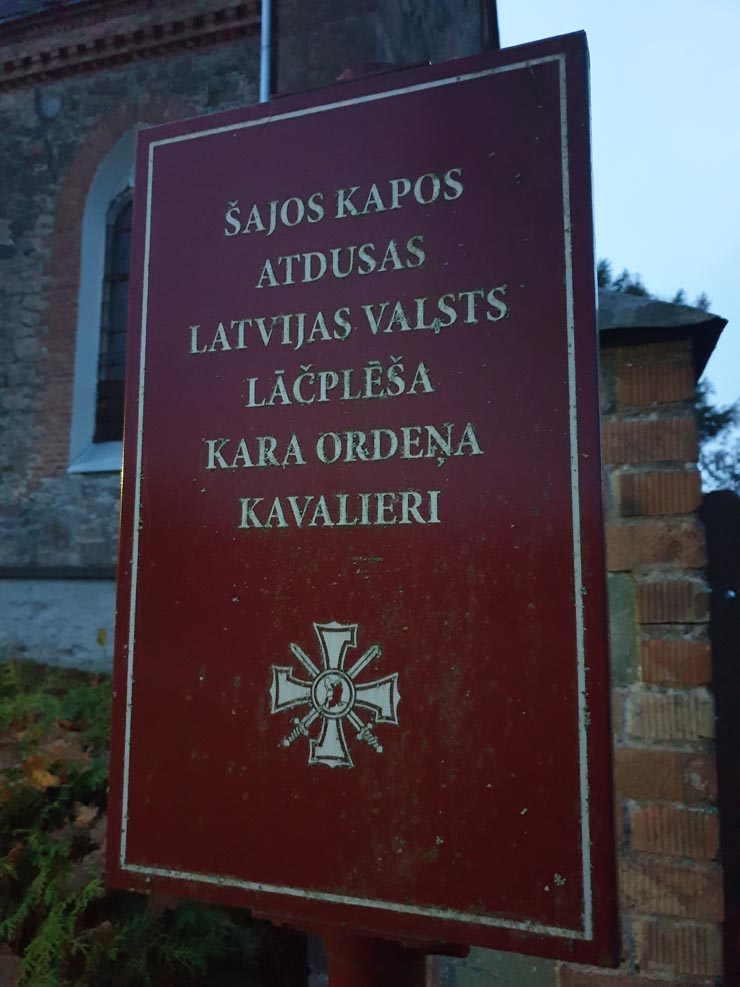 ŠAJOS KAPOS
ATDUSAS
LATVIJAS VALSTS
LĀČPLĒŠA
KARA ORDEŅA
KAVALIERI